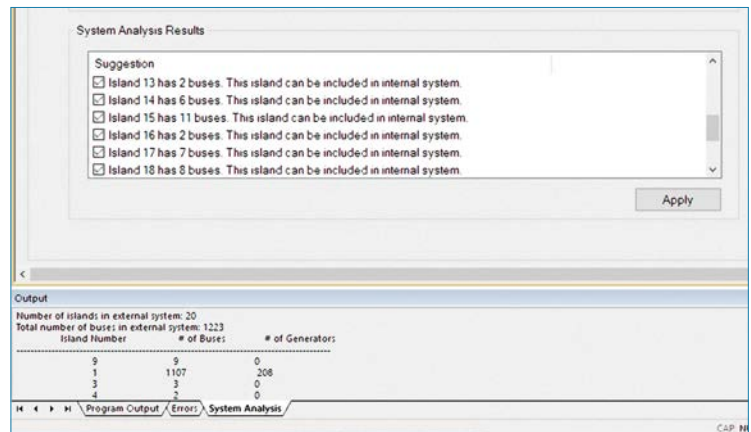 System Analysis Results
Suggestion
Island 13 has 2 buses. This island can be included in internal system.
Island 14 has 6 buses. This island can be included in internal system.
Island 15 has 11 buses. This island can be included in internal system.
Island 16 has 2 buses. This island can be included in internal system.
Island 17 has 7 buses. This island can be included in internal system.
Island 18 has 8 buses. This island can be included in internal system.
Apply
Output
Number of islands in external system: 20
Total number of buses in external system: 1223
Island Number # of Buses # of Generators
9 9 0
1 1107 208
3 3 0
4 2 0
Program Output Errors System Analysis
CAP